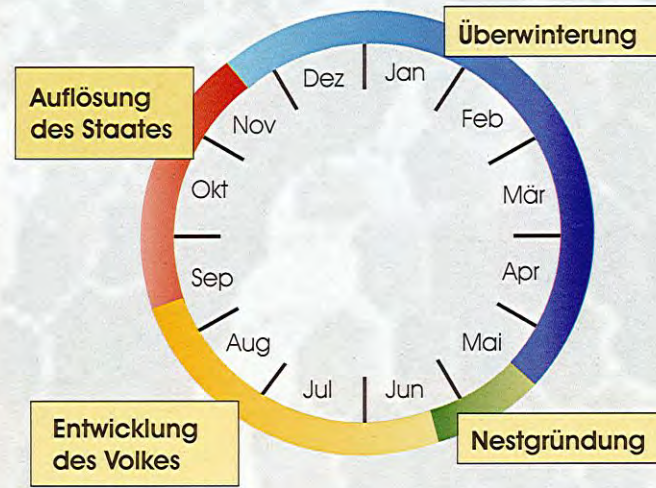 Überwinterung
Auflösung
des Staates
Entwicklung
des Volkes
Nestgründung
Jan
Feb
Mär
Apr
Mai
Jun
Jul
Aug
Sep
Okt
Nov
Dez